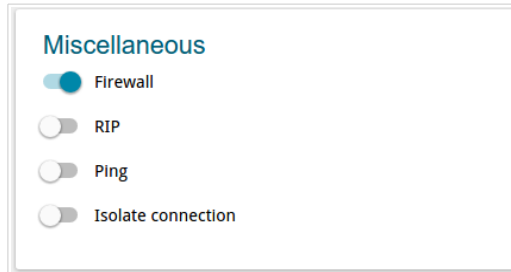 Miscellaneous
Firewall
RIP
Ping
Isolate connection